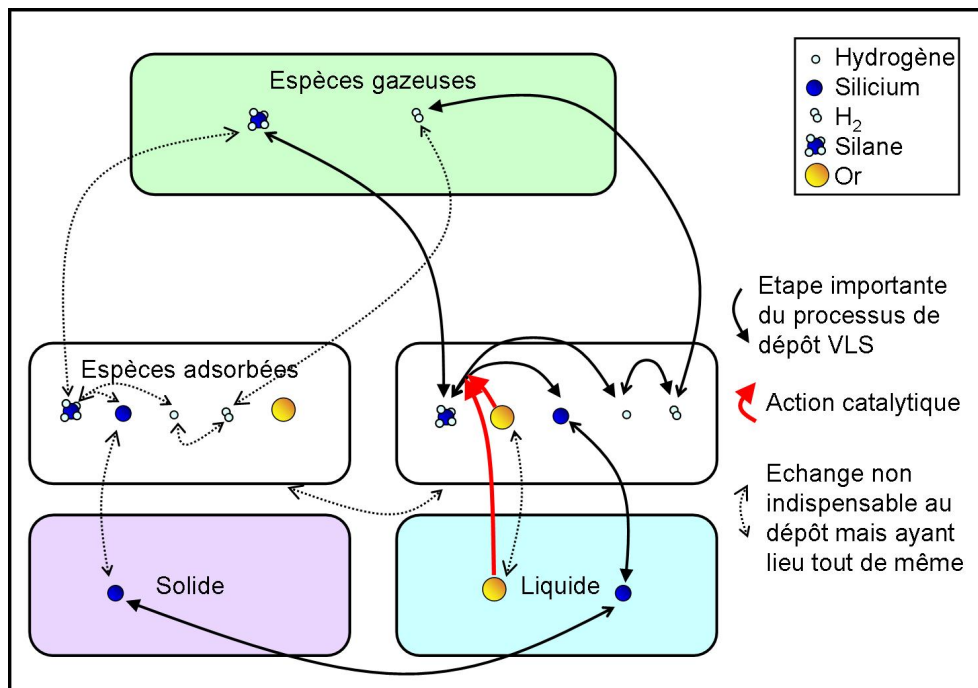 Espèces gazeuses
Hydrogène
Silicium
H₂
Silane
Or
Etape importante
du processus de
dépôt VLS
Espèces adsorbées
Action catalytique
Echange non
indispensable au
dépôt mais ayant
lieu tout de même
Solide
Liquide